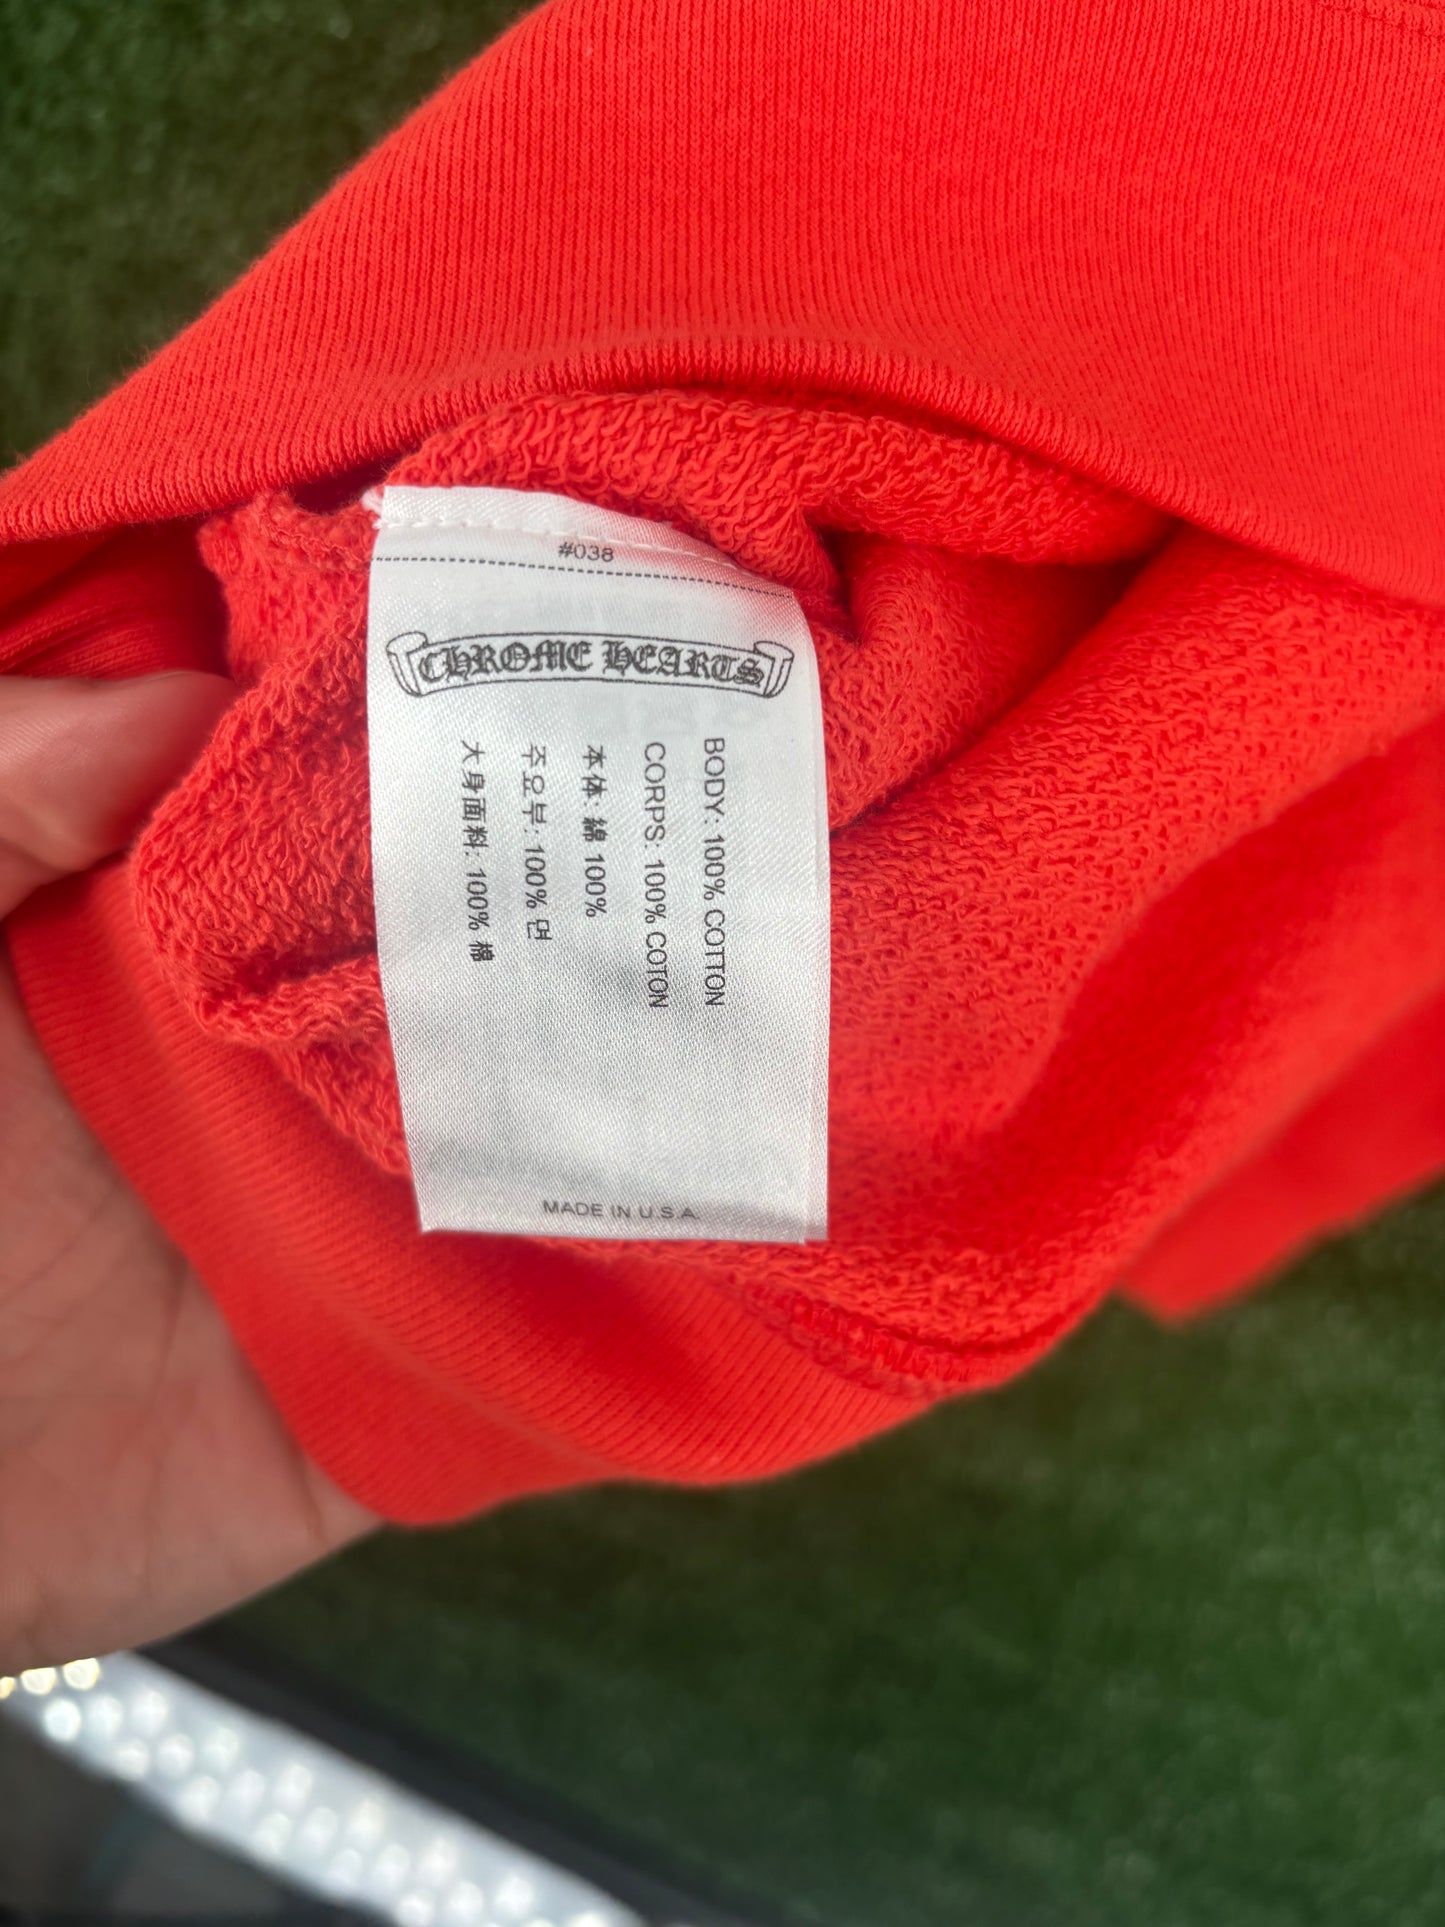 #038
CHROME HEARTS
BODY: 100% COTTON
CORPS: 100% COTON
本体: 綿 100%
주요부: 100% 면
大身面料: 100% 棉
MADE IN U.S.A.